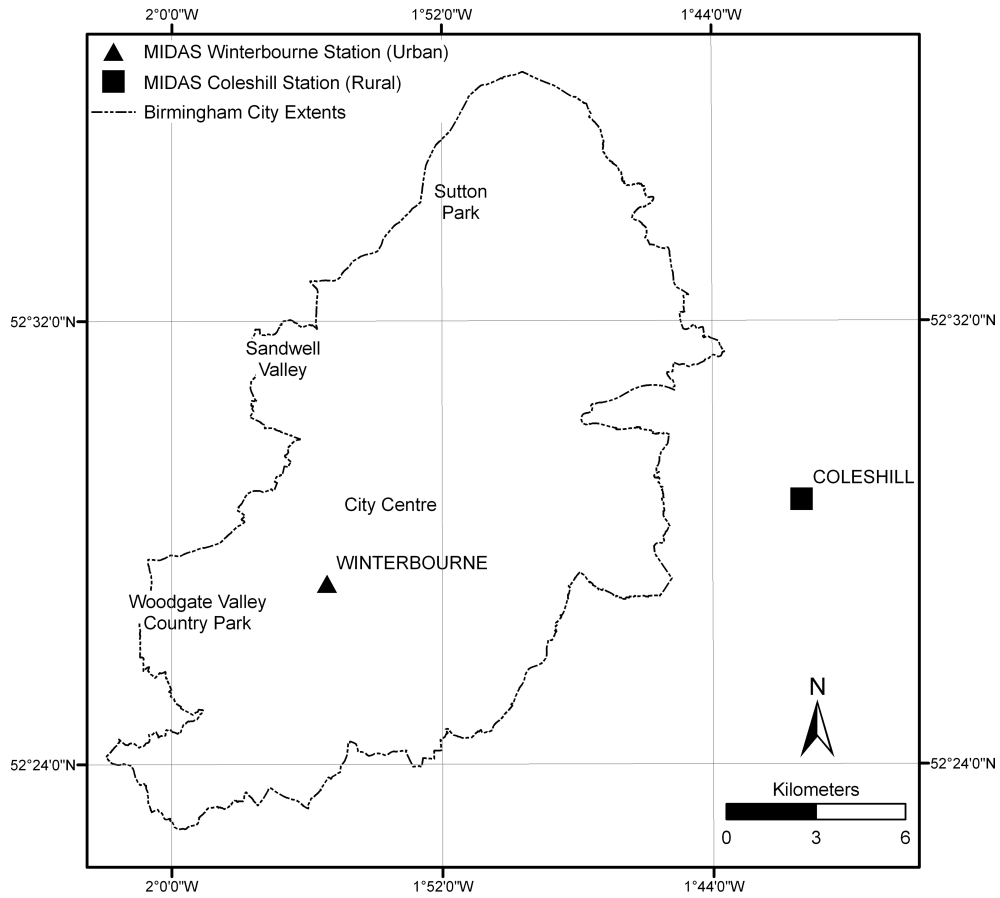 2°0'0"W 1°52'0"W 1°44'0"W
MIDAS Winterbourne Station (Urban)
MIDAS Coleshill Station (Rural)
Birmingham City Extents
Sutton
Park
52°32'0"N 52°32'0"N
Sandwell
Valley
COLESHILL
City Centre
WINTERBOURNE
Woodgate Valley
Country Park
N
52°24'0"N 52°24'0"N
Kilometers
0 3 6
2°0'0"W 1°52'0"W 1°44'0"W